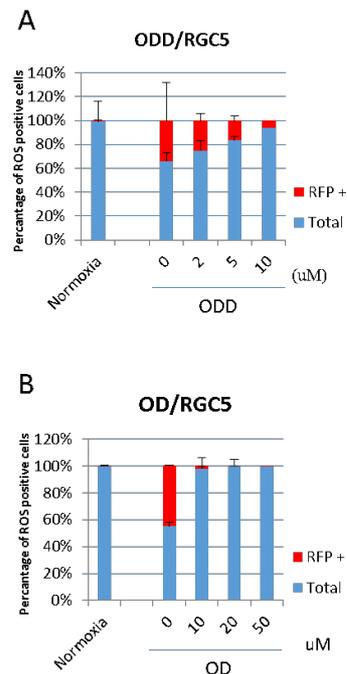 A
ODD/RGC5
Percentage of ROS positive cells
140%
120%
100%
80%
60%
40%
20%
0%
Normoxia
0
2
5
10
(uM)
ODD
RFP +
Total
B
OD/RGC5
Percentage of ROS positive cells
120%
100%
80%
60%
40%
20%
0%
Normoxia
0
10
20
50
uM
OD
RFP +
Total